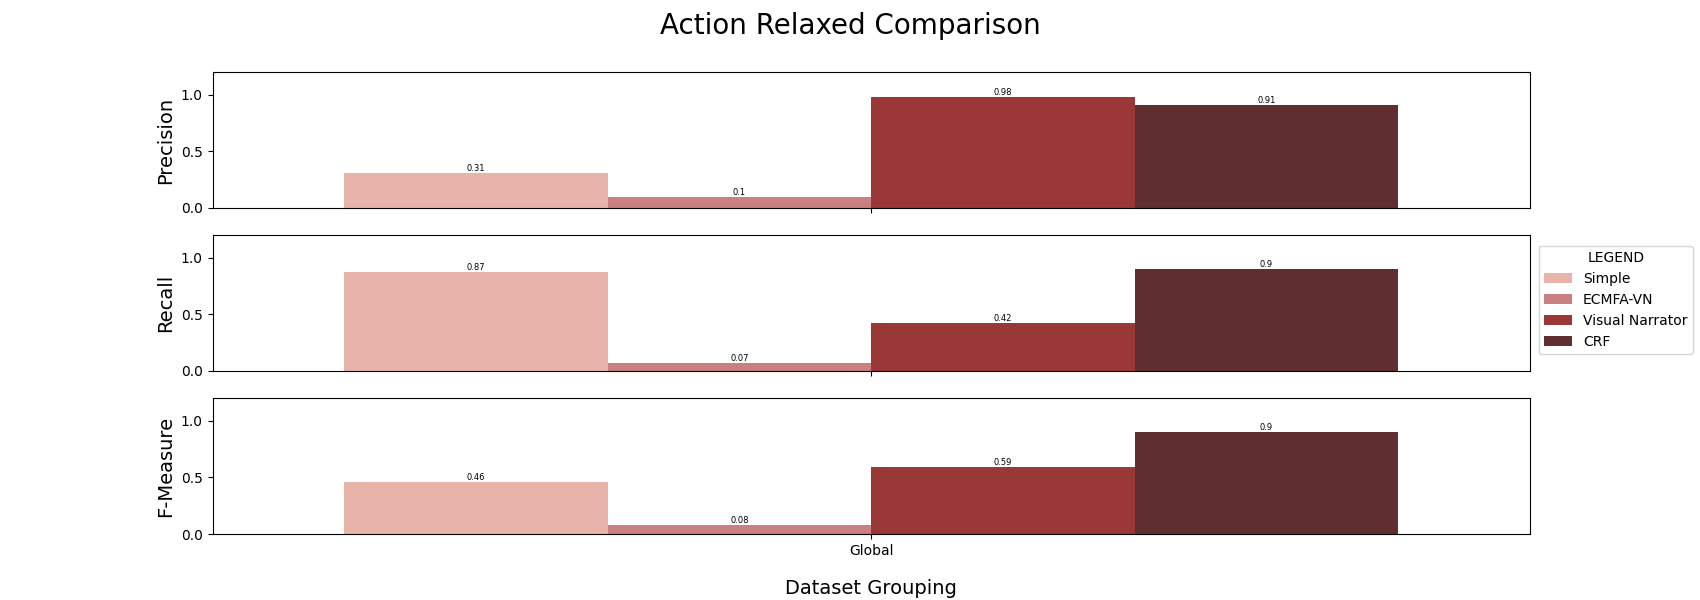 Action Relaxed Comparison
Precision
1.0
0.5
0.0
0.31
0.1
0.98
0.91
Recall
1.0
0.5
0.0
0.87
0.07
0.42
0.9
F-Measure
1.0
0.5
0.0
0.46
0.08
0.59
0.9
Global
Dataset Grouping
LEGEND
Simple
ECMFA-VN
Visual Narrator
CRF